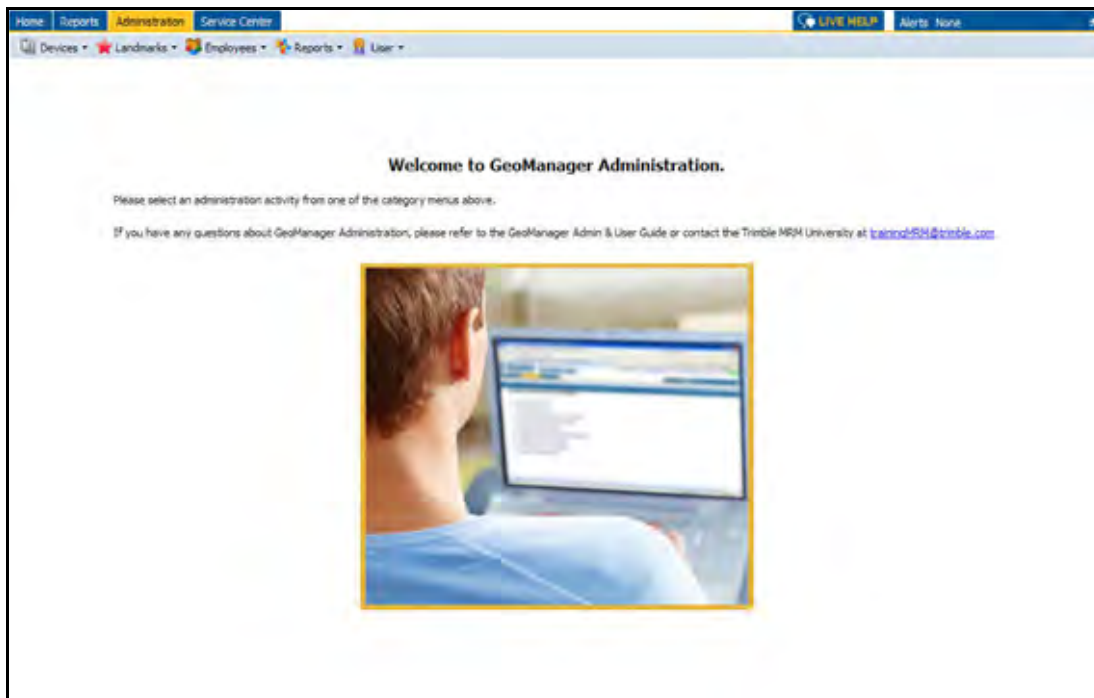 Home Reports Administration Service Center LIVE HELP Alerts None
Devices Landmarks Employees Reports User
Welcome to GeoManager Administration.
Please select an administration activity from one of the category menus above.
If you have any questions about GeoManager Administration, please refer to the GeoManager Admin & User Guide or contact the Trimble MRM University at trainingMRM@trimble.com